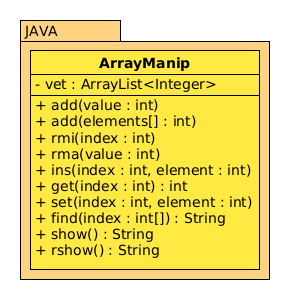 JAVA
ArrayManip
- vet : ArrayList<Integer>
+ add(value : int)
+ add(elements[] : int)
+ rmi(index : int)
+ rma(value : int)
+ ins(index : int, element : int)
+ get(index : int) : int
+ set(index : int, element : int)
+ find(index : int[]) : String
+ show() : String
+ rshow() : String